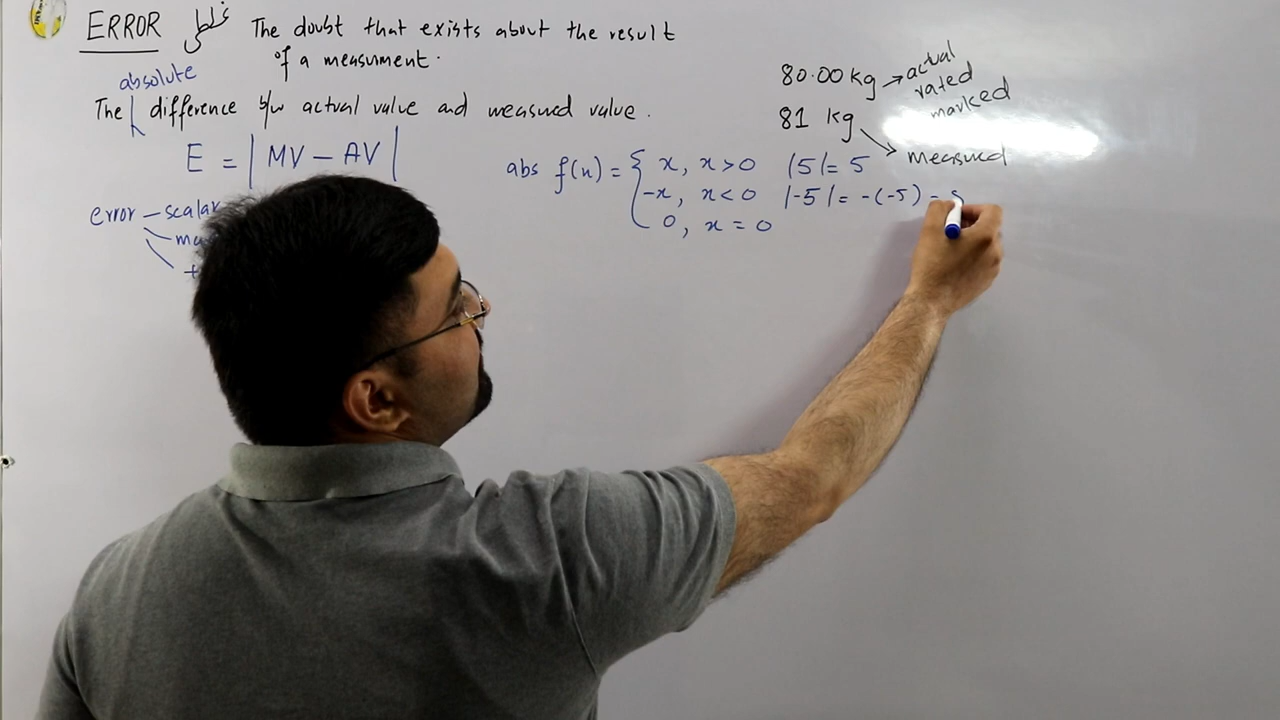 ERROR غلطی The doubt that exists about the result
of a measument.
absolute
The difference b/w actual value and measured value.
E = | MV - AV |
error - scalar
80.00 kg → actual
rated
marked
81 kg → measured
abs f(x) = { x, x > 0 |5| = 5
-x, x < 0 |-5| = -(-5) = 5
0, x = 0